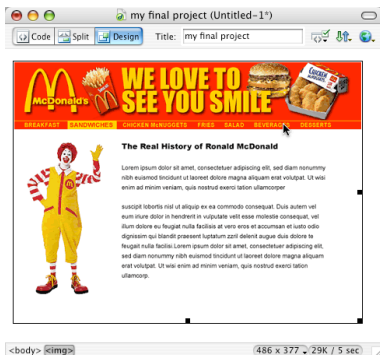 my final project (Untitled-1*)
Code Split Design Title: my final project
McDonald's
WE LOVE TO
SEE YOU SMILE
CHICKEN McNUGGETS
BREAKFAST SANDWICHES CHICKEN McNUGGETS FRIES SALAD BEVERAGES DESSERTS
The Real History of Ronald McDonald
Lorem ipsum dolor sit amet, consectetuer adipiscing elit, sed diam nonummy
nibh euismod tincidunt ut laoreet dolore magna aliquam erat volutpat. Ut wisi
enim ad minim veniam, quis nostrud exerci tation ullamcorper
suscipit lobortis nisl ut aliquip ex ea commodo consequat. Duis autem vel
eum iriure dolor in hendrerit in vulputate velit esse molestie consequat, vel
illum dolore eu feugiat nulla facilisis at vero eros et accumsan et iusto odio
dignissim qui blandit praesent luptatum zzril delenit augue duis dolore te
feugait nulla facilisi Lorem ipsum dolor sit amet, consectetuer adipiscing elit,
sed diam nonummy nibh euismod tincidunt ut laoreet dolore magna aliquam
erat volutpat. Ut wisi enim ad minim veniam, quis nostrud exerci tation
ullamcorp.
<body> <img> 486 x 377 29K / 5 sec